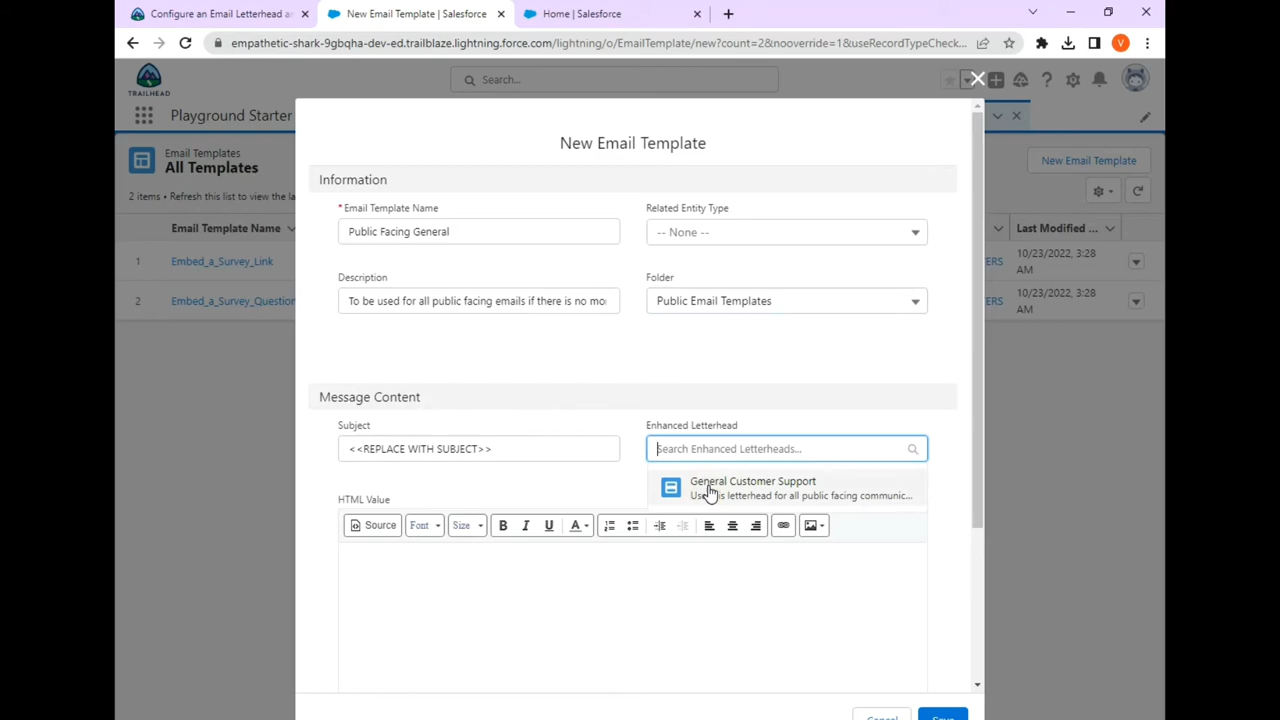 Configure an Email Letterhead a
New Email Template | Salesforce
Home | Salesforce
empathetic-shark-9gbqha-dev-ed.trailblaze.lightning.force.com/lightning/o/EmailTemplate/new?count=2&nooverride=1&useRecordTypeCheck...
V
TRAILHEAD
Search...
Playground Starter
Email Templates
All Templates
New Email Template
2 items • Refresh this list to view the la
Email Template Name
Last Modified ...
1 Embed_a_Survey_Link
ERS
10/23/2022, 3:28 AM
2 Embed_a_Survey_Question
ERS
10/23/2022, 3:28 AM
New Email Template
Information
*Email Template Name
Related Entity Type
Public Facing General
-- None --
Description
Folder
To be used for all public facing emails if there is no mo
Public Email Templates
Message Content
Subject
Enhanced Letterhead
<<REPLACE WITH SUBJECT>>
Search Enhanced Letterheads...
General Customer Support
letterhead for all public facing communic...
HTML Value
Source
Font
Size
B I U A
Cancel
Save